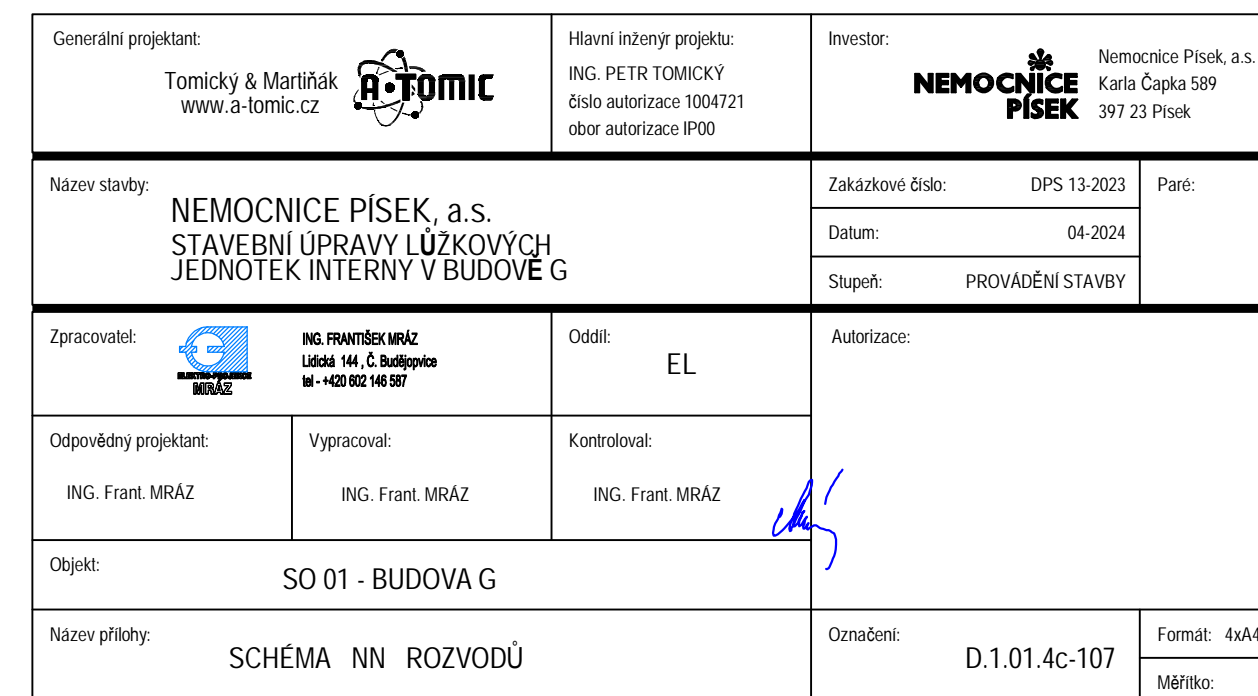 Generální projektant:
Tomický & Martiňák
www.a-tomic.cz
A·TOMIC
Hlavní inženýr projektu:
ING. PETR TOMICKÝ
číslo autorizace 1004721
obor autorizace IP00
Investor:
NEMOCNICE
PÍSEK
Nemocnice Písek, a.s.
Karla Čapka 589
397 23 Písek
Název stavby:
NEMOCNICE PÍSEK, a.s.
STAVEBNÍ ÚPRAVY LŮŽKOVÝCH
JEDNOTEK INTERNY V BUDOVĚ G
Zakázkové číslo: DPS 13-2023
Datum: 04-2024
Stupeň: PROVÁDĚNÍ STAVBY
Paré:
Zpracovatel:
ELEKTRO-PROJEKCE
MRÁZ
ING. FRANTIŠEK MRÁZ
Lidická 144 , Č. Budějopvice
tel - +420 602 146 587
Oddíl:
EL
Autorizace:
Odpovědný projektant:
ING. Frant. MRÁZ
Vypracoval:
ING. Frant. MRÁZ
Kontroloval:
ING. Frant. MRÁZ
Objekt:
SO 01 - BUDOVA G
Název přílohy:
SCHÉMA NN ROZVODŮ
Označení:
D.1.01.4c-107
Formát: 4xA4
Měřítko: